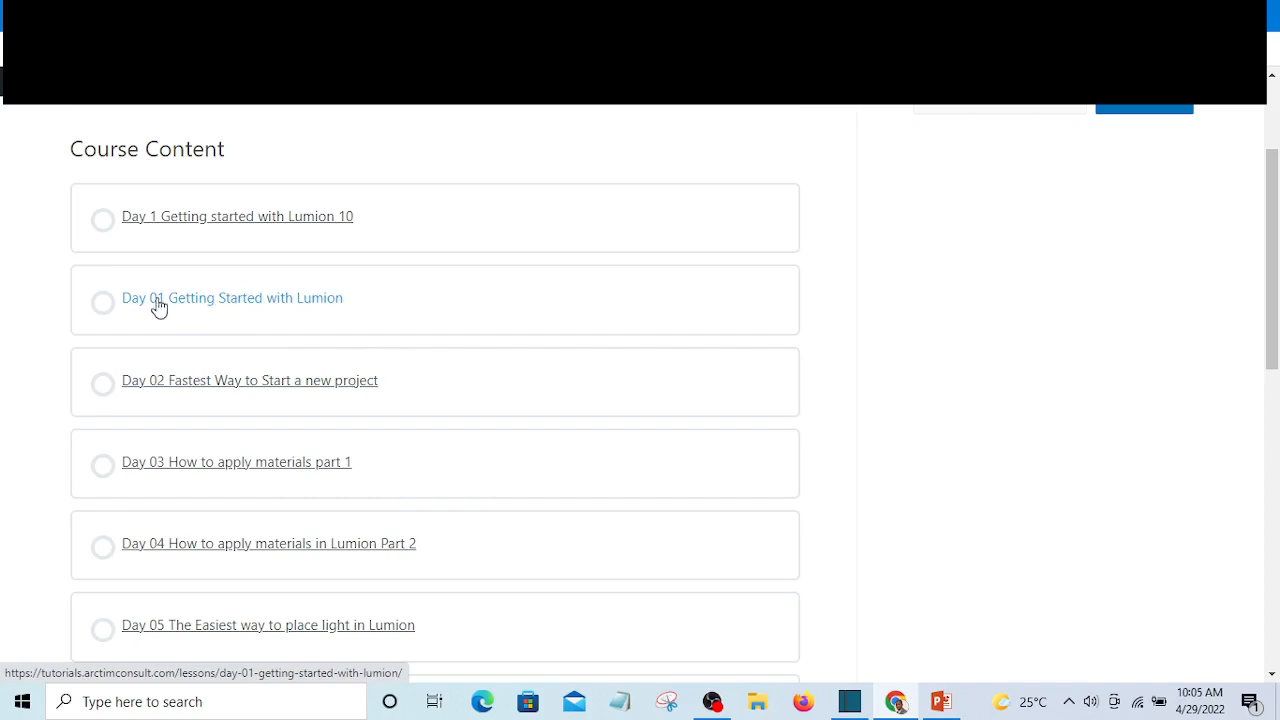 Course Content
Day 1 Getting started with Lumion 10
Day 01 Getting Started with Lumion
Day 02 Fastest Way to Start a new project
Day 03 How to apply materials part 1
Day 04 How to apply materials in Lumion Part 2
Day 05 The Easiest way to place light in Lumion
https://tutorials.arctimconsult.com/lessons/day-01-getting-started-with-lumion/
Type here to search
25°C
10:05 AM
4/29/2022
1